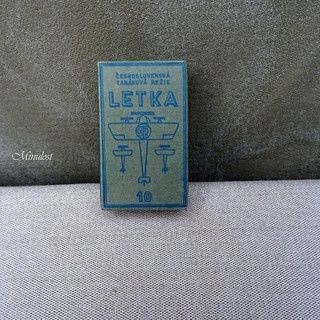 ČESKOSLOVENSKÁ
TABÁKOVÁ REŽIE
LETKA
10
Minulost